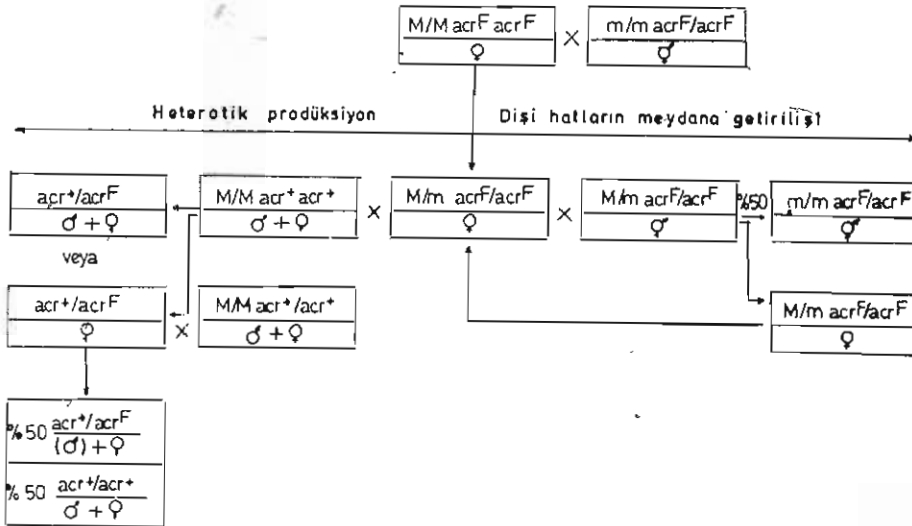 M/M acrF acrF × m/m acrF/acrF
♀ ⚥
Heterotik prodüksiyon Dişi hatların meydana getirilişi
acr+/acrF M/M acr+ acr+ × M/m acrF/acrF × M/m acrF/acrF %50 m/m acrF/acrF
♂ + ♀ ♂ + ♀ ♀ ⚥ ⚥
veya
acr+/acrF × M/M acr+/acr+ M/m acrF/acrF
♀ ♂ + ♀ ♀
%50 acr+/acrF
(♂) + ♀
%50 acr+/acr+
♂ + ♀